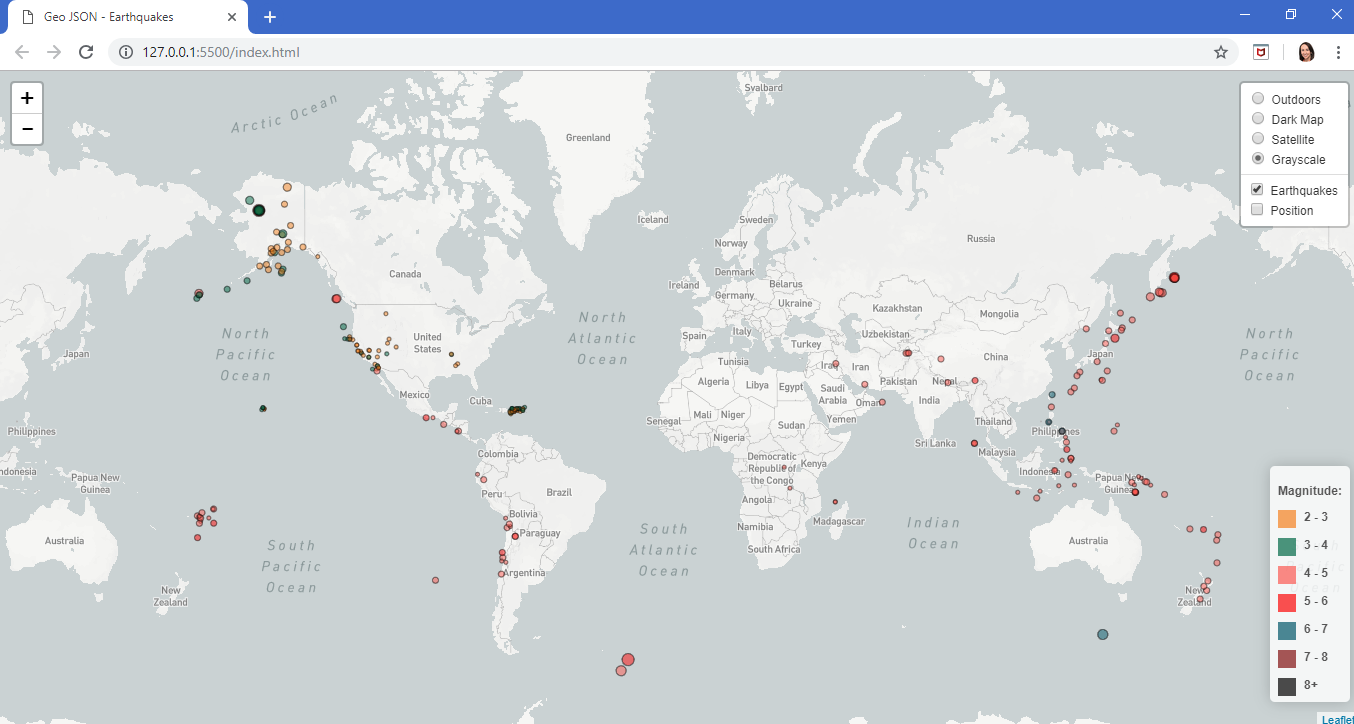 Geo JSON - Earthquakes
127.0.0.1:5500/index.html
+
−
Outdoors
Dark Map
Satellite
Grayscale
Earthquakes
Position
Svalbard
Arctic Ocean
Greenland
Iceland
Sweden
Norway
Russia
Canada
Denmark
Ireland
Belarus
Germany
Ukraine
Kazakhstan
Mongolia
North
Pacific
Ocean
United
States
North
Atlantic
Ocean
Spain
Italy
Uzbekistan
Turkey
North
Pacific
Ocean
Japan
Tunisia
Iraq
Iran
China
Japan
Algeria
Libya
Egypt
Pakistan
Nepal
Mexico
Cuba
Saudi
Arabia
Oman
India
Senegal
Mali
Niger
Sudan
Yemen
Thailand
Philippines
Philippines
Nigeria
Sri Lanka
Malaysia
Colombia
Democratic
Republic of
the Congo
Kenya
Indonesia
ndonesia
Papua New
Guinea
Papua New
Guinea
Peru
Brazil
Angola
Bolivia
Madagascar
Namibia
Paraguay
South
Atlantic
Ocean
Indian
Ocean
Australia
Australia
South
Pacific
Ocean
South Africa
Argentina
New
Zealand
New
Zealand
Magnitude:
2 - 3
3 - 4
4 - 5
5 - 6
6 - 7
7 - 8
8+
Leaflet